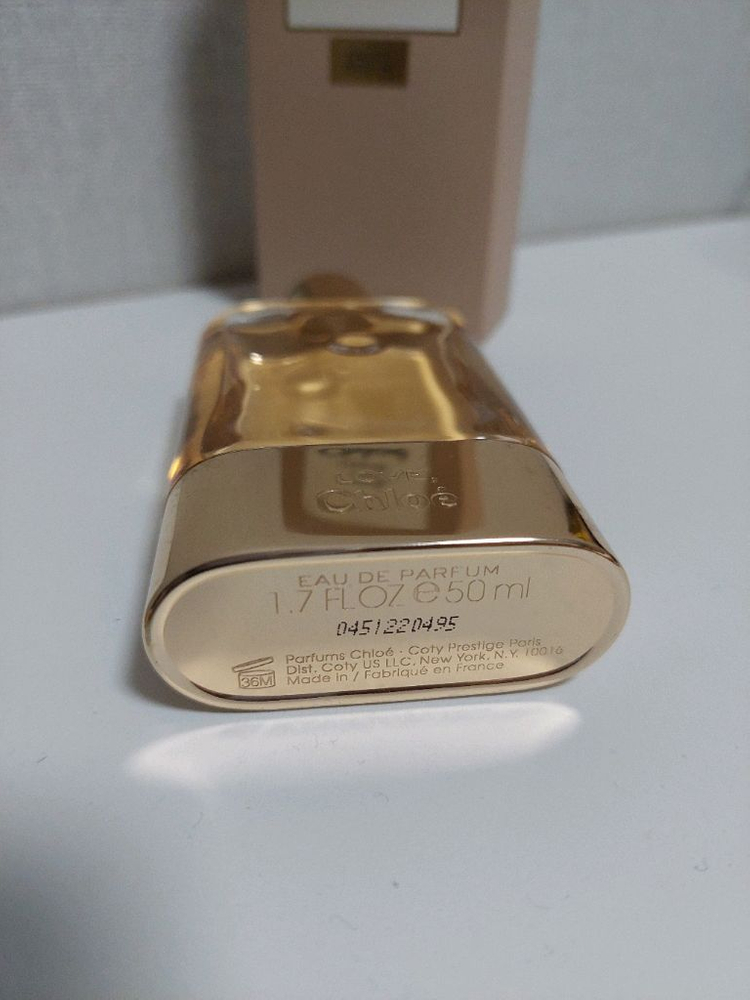 LOVE,
Chloé
EAU DE PARFUM
1.7 FL OZ e 50 ml
0451220495
Parfums Chloé - Coty Prestige Paris
Dist. Coty US LLC, New York, N.Y. 10016
36M Made in / Fabriqué en France